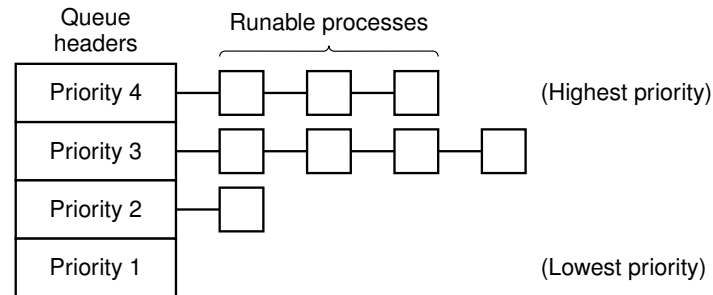 Queue
headers
Runable processes
Priority 4
(Highest priority)
Priority 3
Priority 2
Priority 1
(Lowest priority)